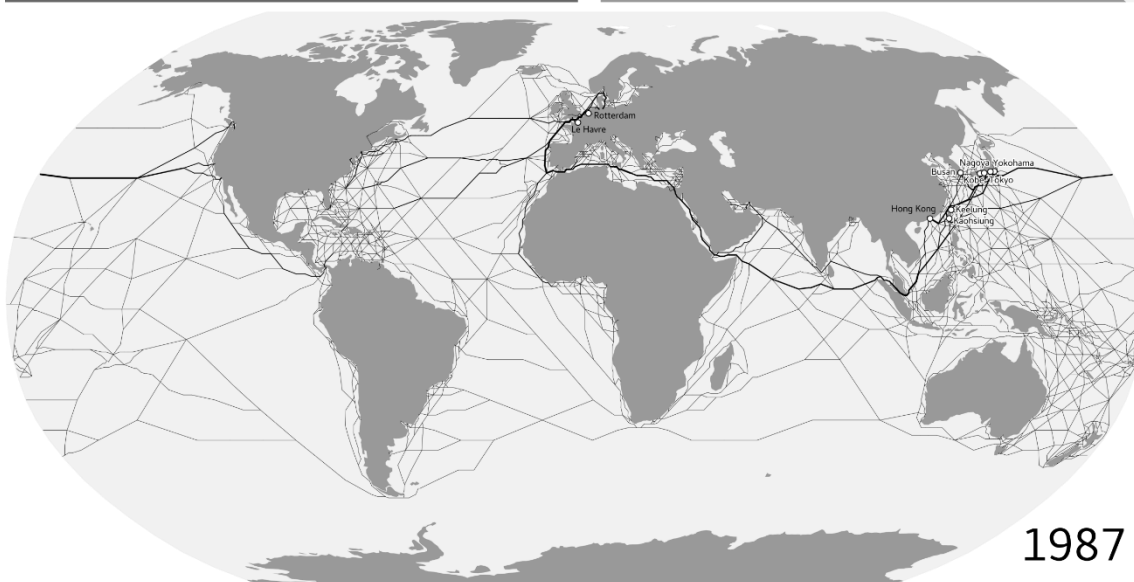 Rotterdam
Le Havre
Nagoya Yokohama
Busan
Kobe Tokyo
Hong Kong
Keelung
Kaohsiung
1987